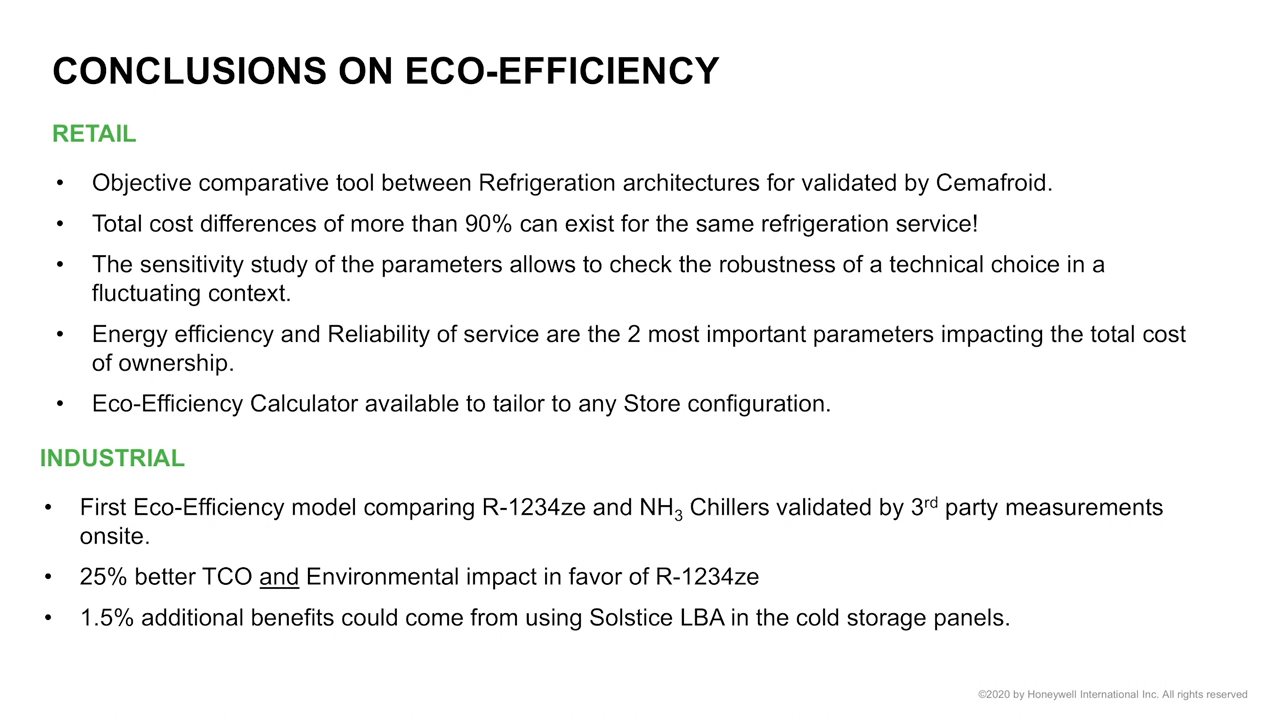 CONCLUSIONS ON ECO-EFFICIENCY
RETAIL
• Objective comparative tool between Refrigeration architectures for validated by Cemafroid.
• Total cost differences of more than 90% can exist for the same refrigeration service!
• The sensitivity study of the parameters allows to check the robustness of a technical choice in a
fluctuating context.
• Energy efficiency and Reliability of service are the 2 most important parameters impacting the total cost
of ownership.
• Eco-Efficiency Calculator available to tailor to any Store configuration.
INDUSTRIAL
• First Eco-Efficiency model comparing R-1234ze and NH3 Chillers validated by 3rd party measurements
onsite.
• 25% better TCO and Environmental impact in favor of R-1234ze
• 1.5% additional benefits could come from using Solstice LBA in the cold storage panels.
©2020 by Honeywell International Inc. All rights reserved